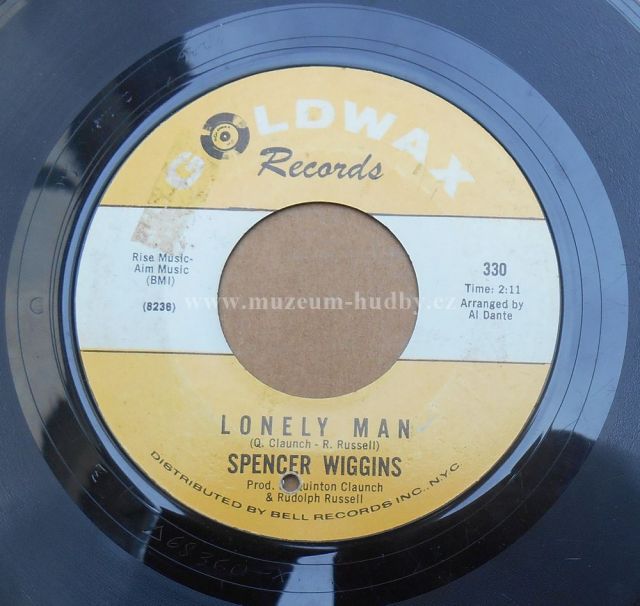 GOLDWAX
Records
Rise Music-
Aim Music
(BMI)
(8236)
330
Time: 2:11
Arranged by
Al Dante
www.muzeum-hudby.cz
LONELY MAN
(Q. Claunch - R. Russell)
SPENCER WIGGINS
Prod. Quinton Claunch
& Rudolph Russell
DISTRIBUTED BY BELL RECORDS INC., N.Y.C.